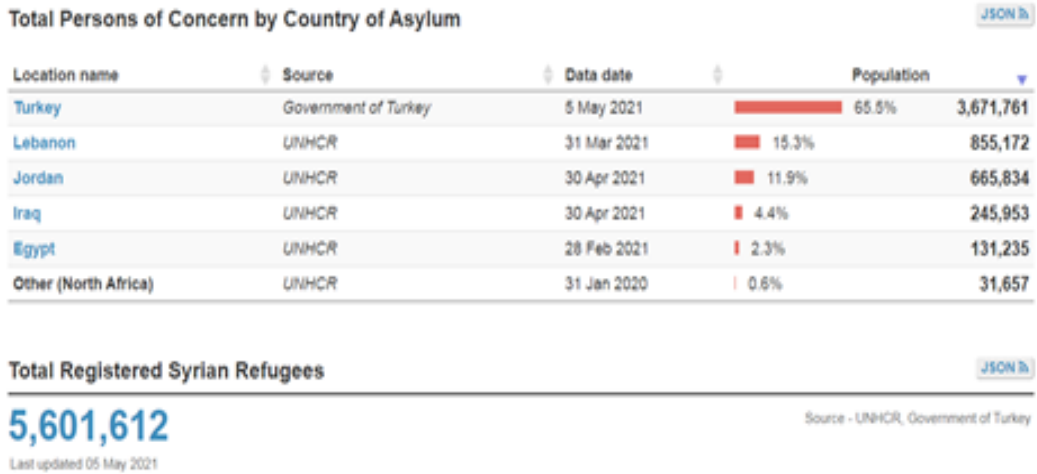 Total Persons of Concern by Country of Asylum JSON
Location name Source Data date Population
Turkey Government of Turkey 5 May 2021 65.5% 3,671,761
Lebanon UNHCR 31 Mar 2021 15.3% 855,172
Jordan UNHCR 30 Apr 2021 11.9% 665,834
Iraq UNHCR 30 Apr 2021 4.4% 245,953
Egypt UNHCR 28 Feb 2021 2.3% 131,235
Other (North Africa) UNHCR 31 Jan 2020 0.6% 31,657
Total Registered Syrian Refugees JSON
5,601,612 Source - UNHCR, Government of Turkey
Last updated 05 May 2021